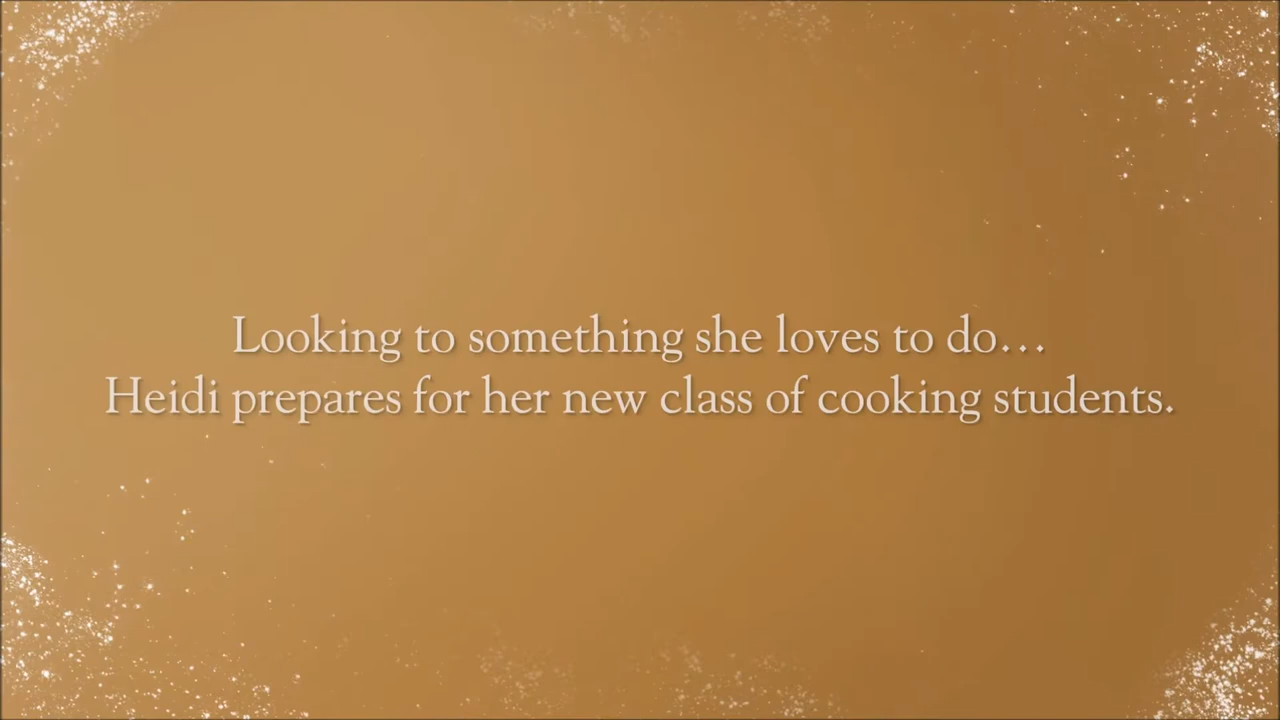 Looking to something she loves to do…
Heidi prepares for her new class of cooking students.